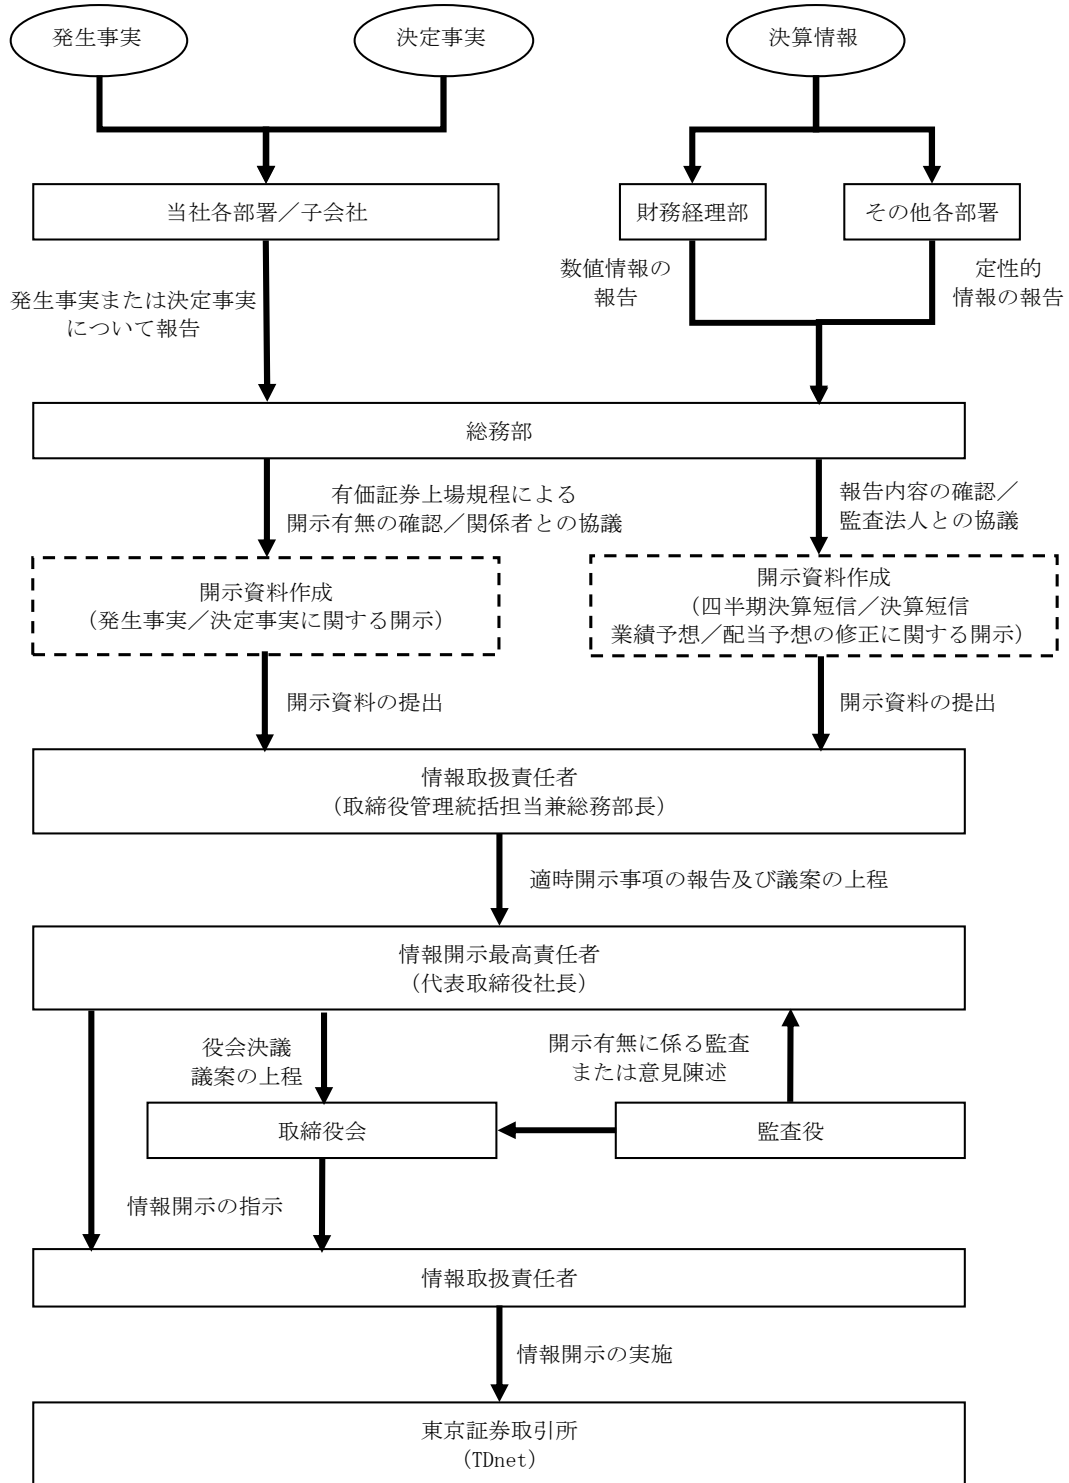 発生事実
決定事実
決算情報
当社各部署／子会社
財務経理部
その他各部署
発生事実または決定事実
について報告
数値情報の
報告
定性的
情報の報告
総務部
有価証券上場規程による
開示有無の確認／関係者との協議
報告内容の確認／
監査法人との協議
開示資料作成
（発生事実／決定事実に関する開示）
開示資料作成
（四半期決算短信／決算短信
業績予想／配当予想の修正に関する開示）
開示資料の提出
開示資料の提出
情報取扱責任者
（取締役管理統括担当兼総務部長）
適時開示事項の報告及び議案の上程
情報開示最高責任者
（代表取締役社長）
役会決議
議案の上程
開示有無に係る監査
または意見陳述
取締役会
監査役
情報開示の指示
情報取扱責任者
情報開示の実施
東京証券取引所
（TDnet）